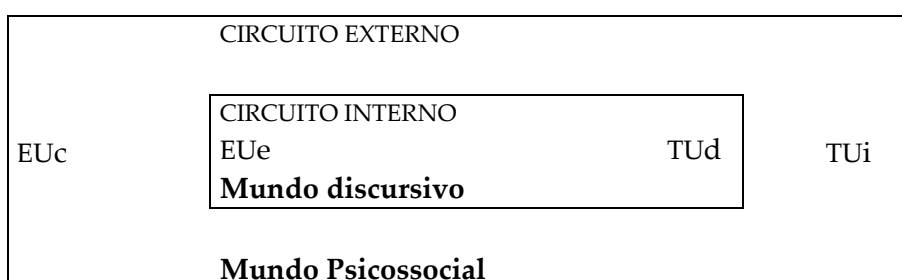 CIRCUITO EXTERNO
CIRCUITO INTERNO
EUc EUe TUd TUi
Mundo discursivo
Mundo Psicossocial